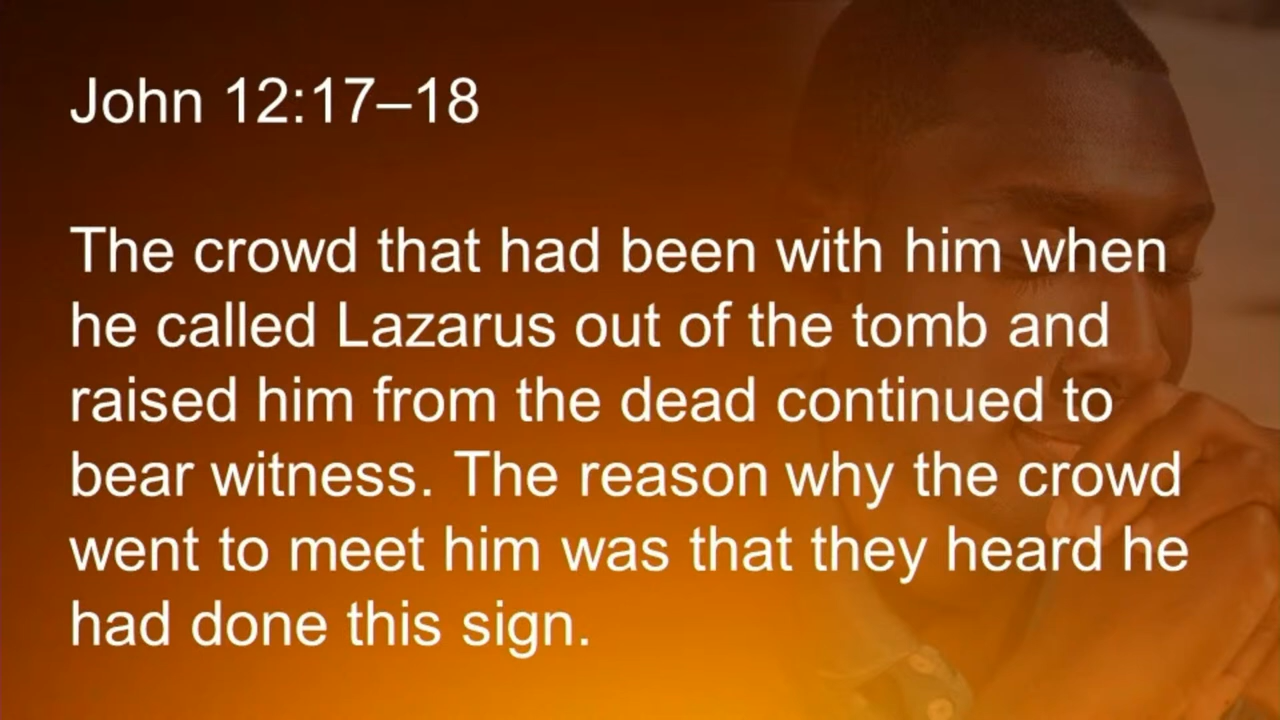 John 12:17–18
The crowd that had been with him when
he called Lazarus out of the tomb and
raised him from the dead continued to
bear witness. The reason why the crowd
went to meet him was that they heard he
had done this sign.